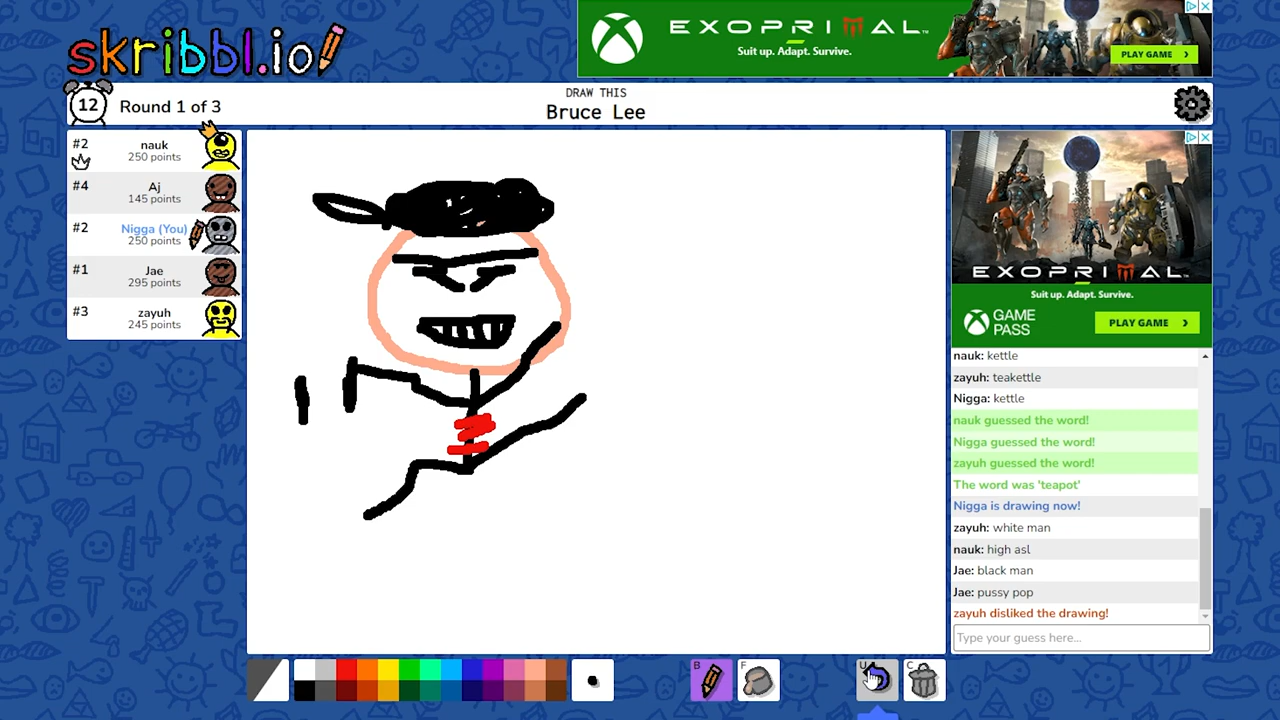 skribbl.io
EXOPRIMAL™
Suit up. Adapt. Survive.
PLAY GAME
12
Round 1 of 3
DRAW THIS
Bruce Lee
#2
nauk
250 points
#4
Aj
145 points
#2
Nigga (You)
250 points
#1
Jae
295 points
#3
zayuh
245 points
EXOPRIMAL™
Suit up. Adapt. Survive.
XBOX
GAME
PASS
PLAY GAME
nauk: kettle
zayuh: teakettle
Nigga: kettle
nauk guessed the word!
Nigga guessed the word!
zayuh guessed the word!
The word was 'teapot'
Nigga is drawing now!
zayuh: white man
nauk: high asl
Jae: black man
Jae: pussy pop
zayuh disliked the drawing!
Type your guess here...
B
F
U
C